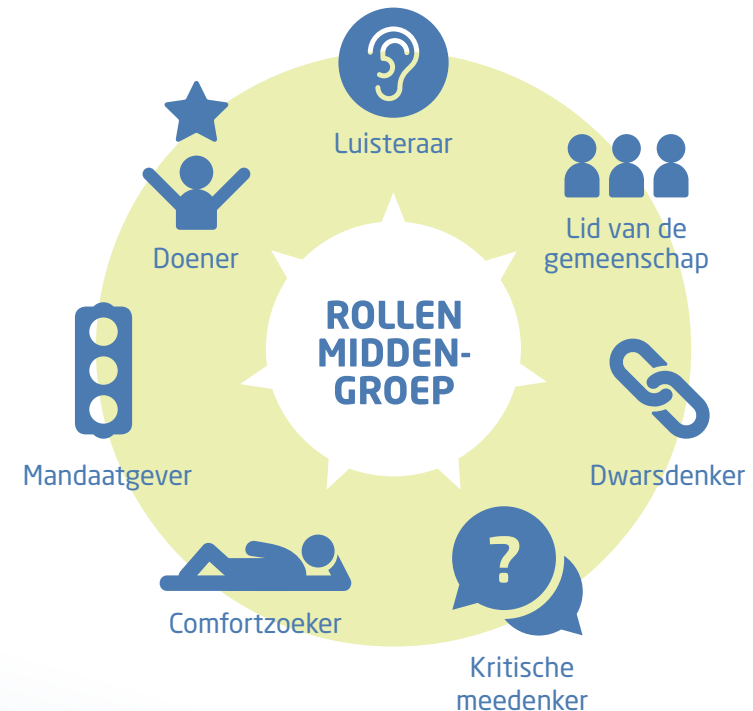 Luisteraar
Lid van de
gemeenschap
Doener
ROLLEN
MIDDEN-
GROEP
Mandaatgever
Dwarsdenker
?
Comfortzoeker
Kritische
meedenker